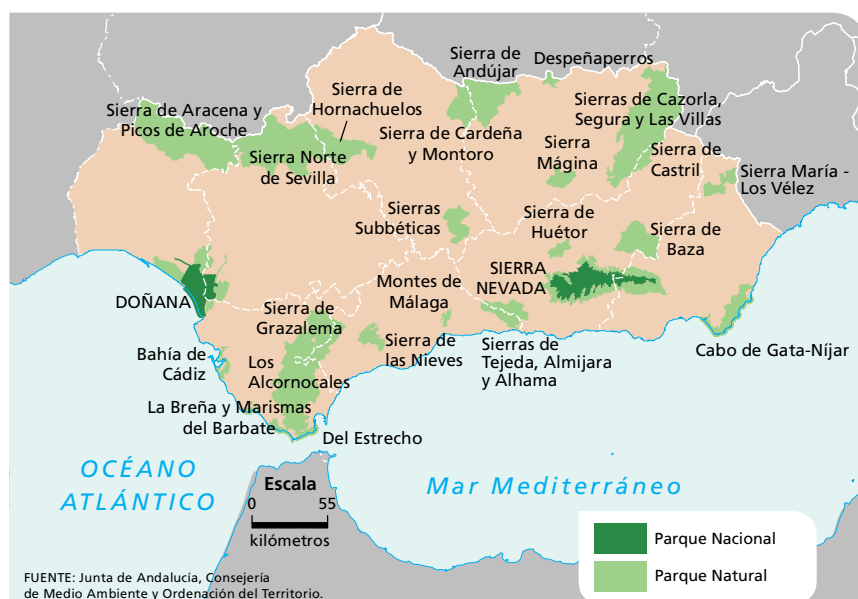 Sierra de
Andújar
Despeñaperros
Sierra de Aracena y
Picos de Aroche
Sierra de
Hornachuelos
Sierra Norte
de Sevilla
Sierra de Cardeña
y Montoro
Sierras de Cazorla,
Segura y Las Villas
Sierra
Mágina
Sierra de
Castril
Sierra María -
Los Vélez
Sierras
Subbéticas
Sierra de
Huétor
Sierra de
Baza
DOÑANA
SIERRA
NEVADA
Montes de
Málaga
Sierra de
Grazalema
Sierra de
las Nieves
Sierras de
Tejeda, Almijara
y Alhama
Cabo de Gata-Níjar
Bahía de
Cádiz
Los
Alcornocales
La Breña y Marismas
del Barbate
Del Estrecho
OCÉANO
ATLÁNTICO
Mar Mediterráneo
Escala
0 55
kilómetros
Parque Nacional
Parque Natural
FUENTE: Junta de Andalucía, Consejería
de Medio Ambiente y Ordenación del Territorio.